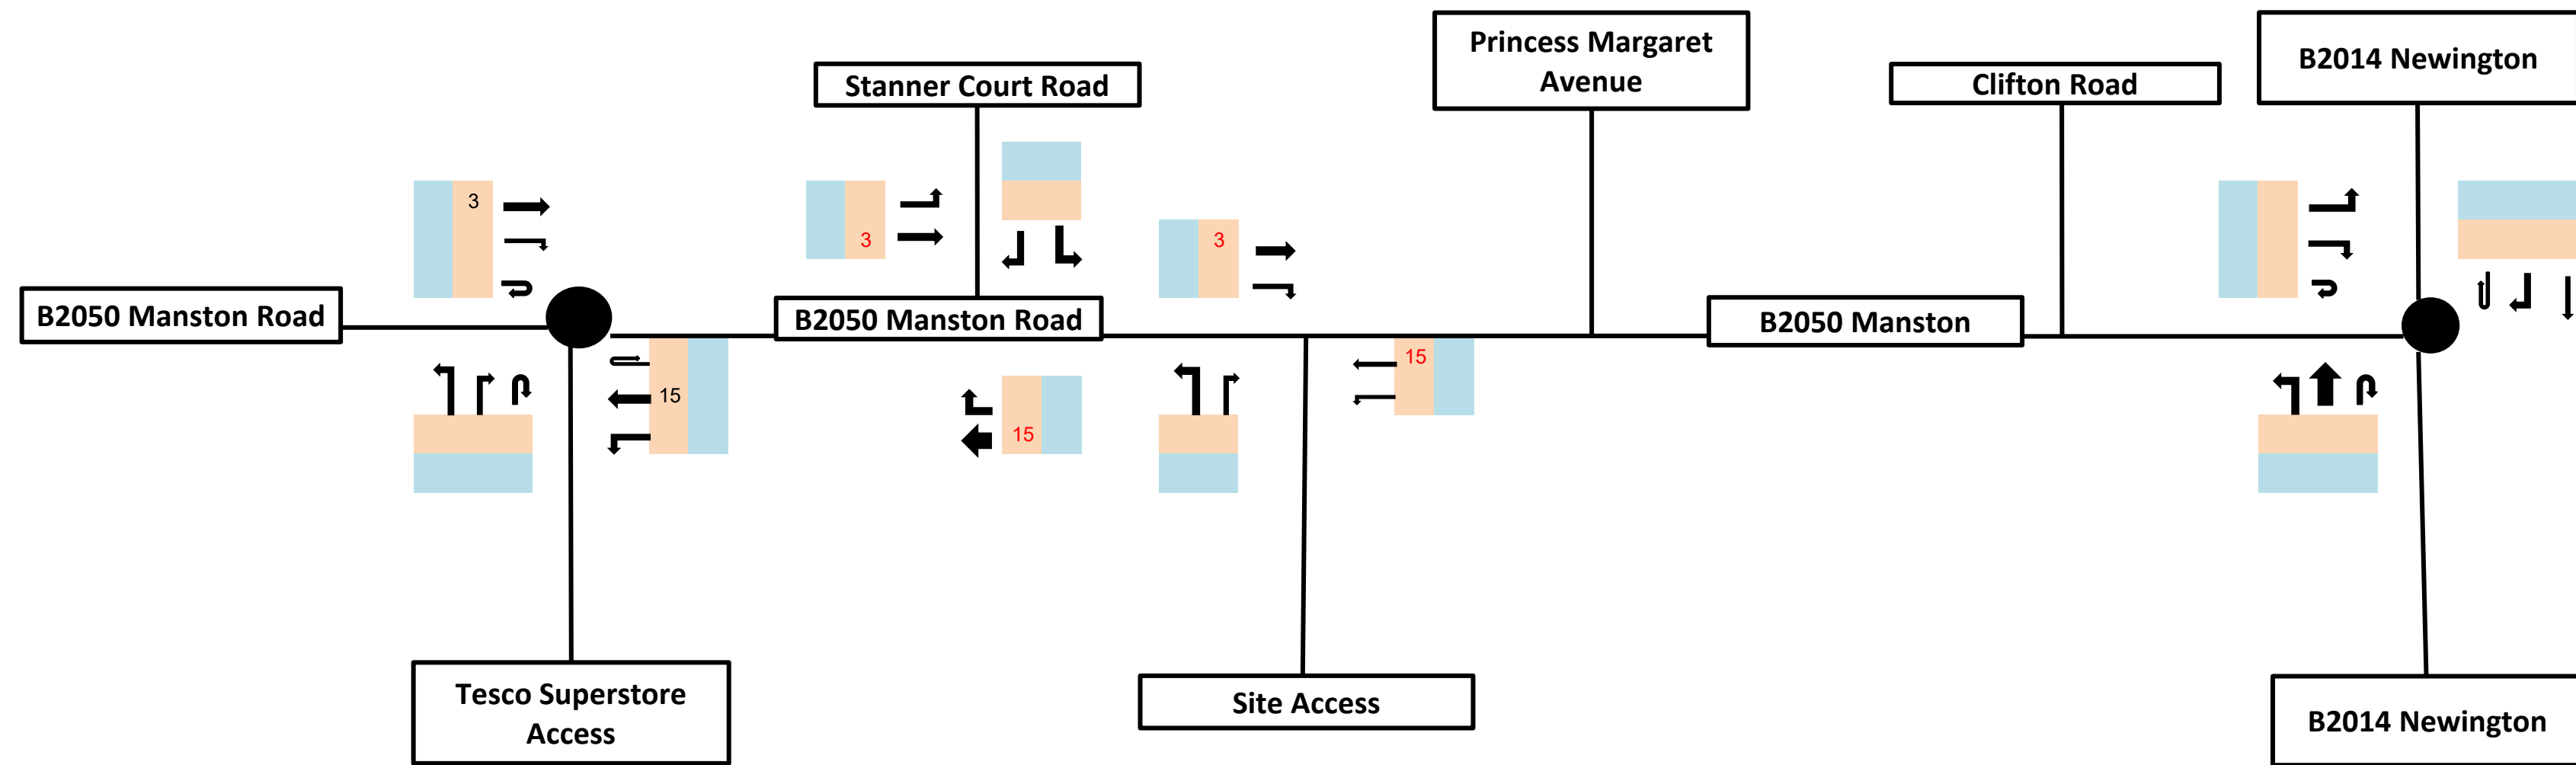 Princess Margaret
Avenue
B2014 Newington
Stanner Court Road
Clifton Road
3
3
3
B2050 Manston Road
B2050 Manston Road
B2050 Manston
15
15
15
Tesco Superstore
Access
Site Access
B2014 Newington